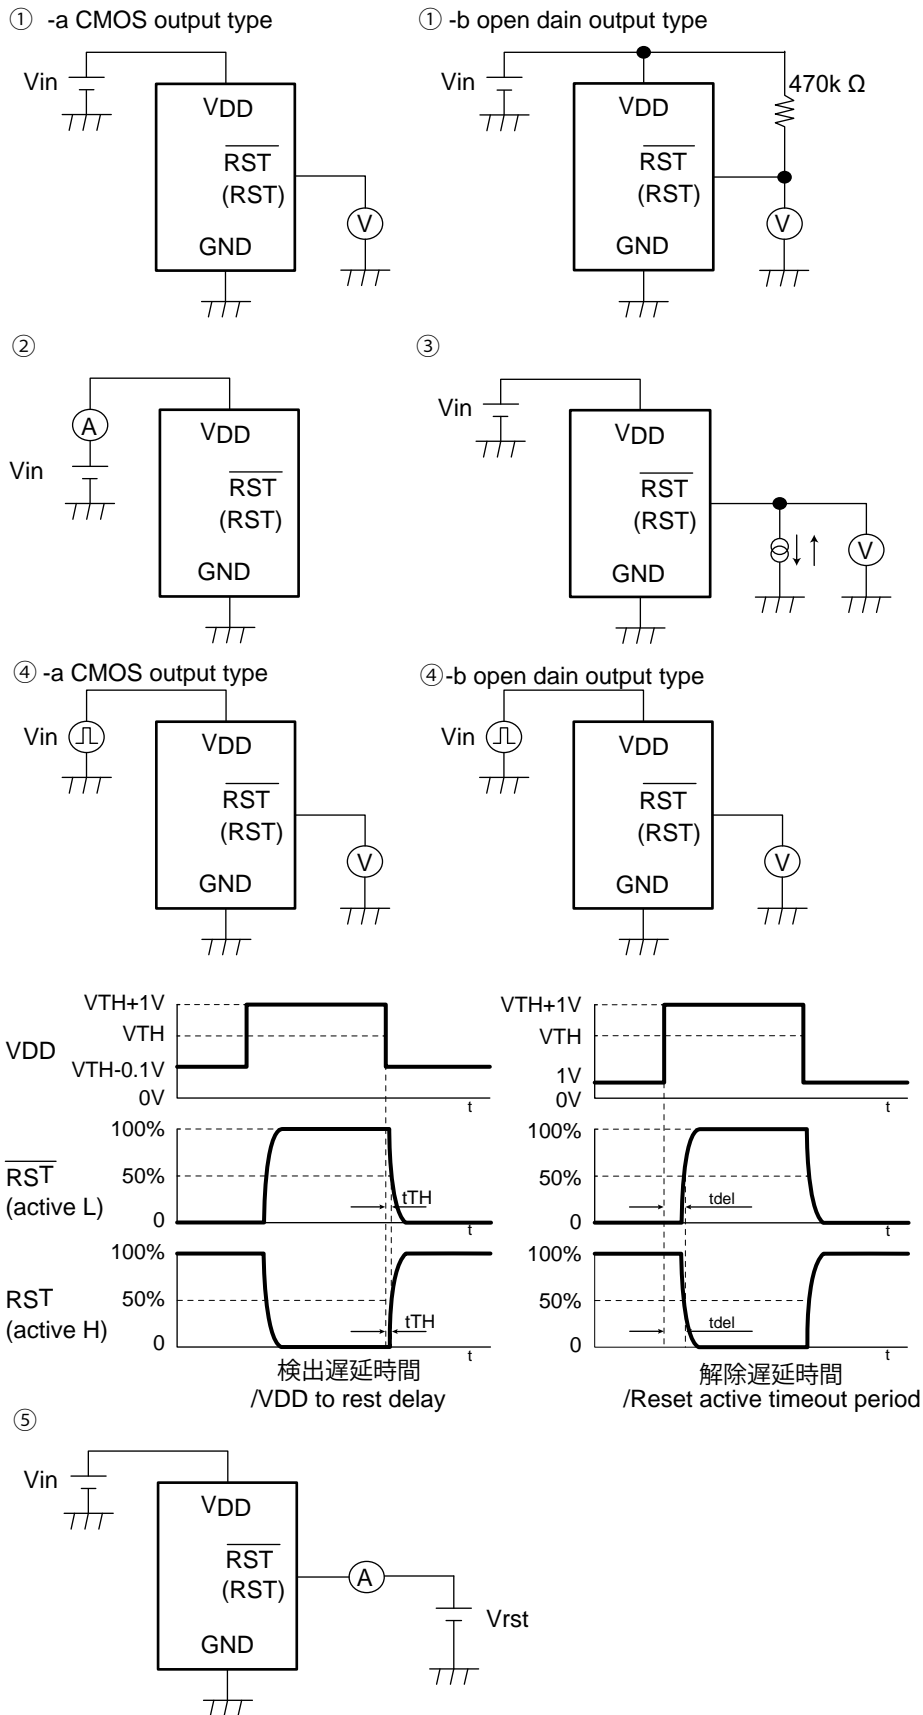 ① -a CMOS output type
Vin
VDD
RST
(RST)
GND
V
① -b open dain output type
Vin
470k Ω
VDD
RST
(RST)
GND
V
②
A
Vin
VDD
RST
(RST)
GND
③
Vin
VDD
RST
(RST)
GND
V
④ -a CMOS output type
Vin
VDD
RST
(RST)
GND
V
④-b open dain output type
Vin
VDD
RST
(RST)
GND
V
VDD
VTH+1V
VTH
VTH-0.1V
0V
t
RST
(active L)
100%
50%
0
tTH
t
RST
(active H)
100%
50%
0
tTH
t
検出遅延時間
/VDD to rest delay
VTH+1V
VTH
1V
0V
t
100%
50%
0
tdel
t
100%
50%
0
tdel
t
解除遅延時間
/Reset active timeout period
⑤
Vin
VDD
RST
(RST)
GND
A
Vrst